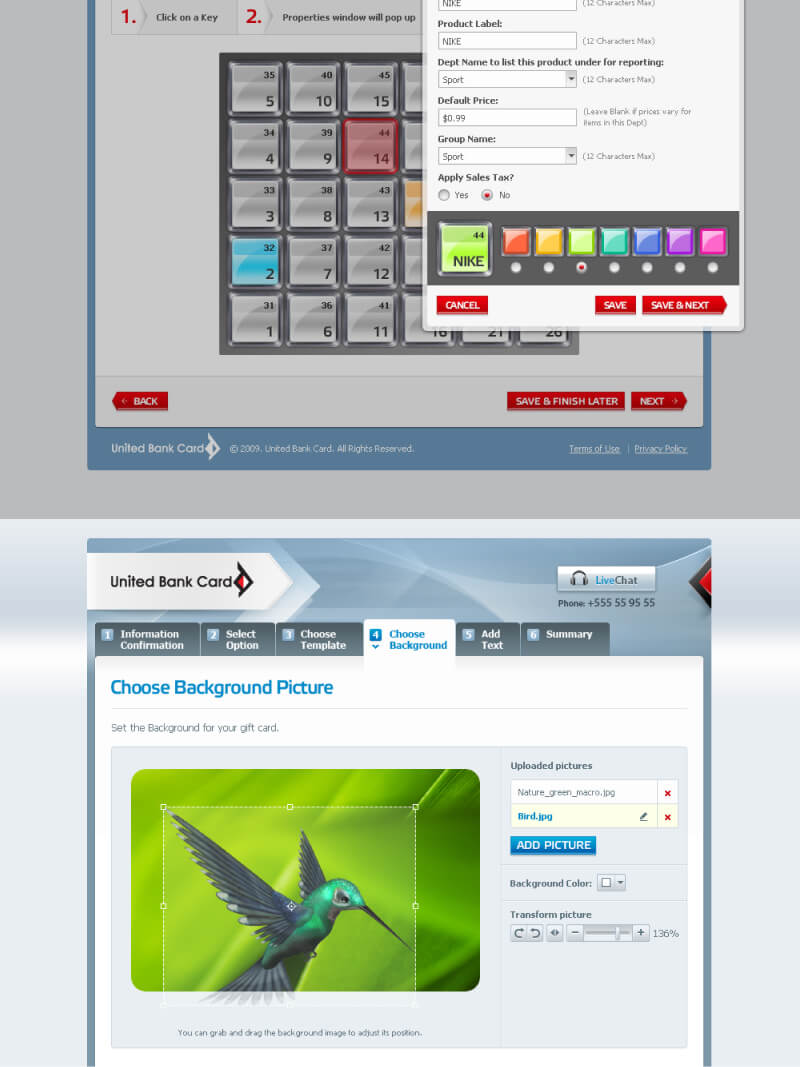 1. Click on a Key 2. Properties window will pop up
NIKE (12 Characters Max)
Product Label:
NIKE (12 Characters Max)
Dept Name to list this product under for reporting:
Sport (12 Characters Max)
Default Price:
$0.99 (Leave Blank if prices vary for
items in this Dept)
Group Name:
Sport (12 Characters Max)
Apply Sales Tax?
Yes No
44
NIKE
CANCEL SAVE SAVE & NEXT
35 40 45
5 10 15
34 39 44
4 9 14
33 38 43
3 8 13
32 37 42
2 7 12
31 36 41
1 6 11 16 21 26
← BACK SAVE & FINISH LATER NEXT →
United Bank Card © 2009. United Bank Card. All Rights Reserved. Terms of Use | Privacy Policy
United Bank Card
LiveChat
Phone: +555 55 95 55
1 Information
Confirmation
2 Select
Option
3 Choose
Template
4 Choose
Background
5 Add
Text
6 Summary
Choose Background Picture
Set the Background for your gift card.
Uploaded pictures
Nature_green_macro.jpg
Bird.jpg
ADD PICTURE
Background Color:
Transform picture
136%
You can grab and drag the background image to adjust its position.